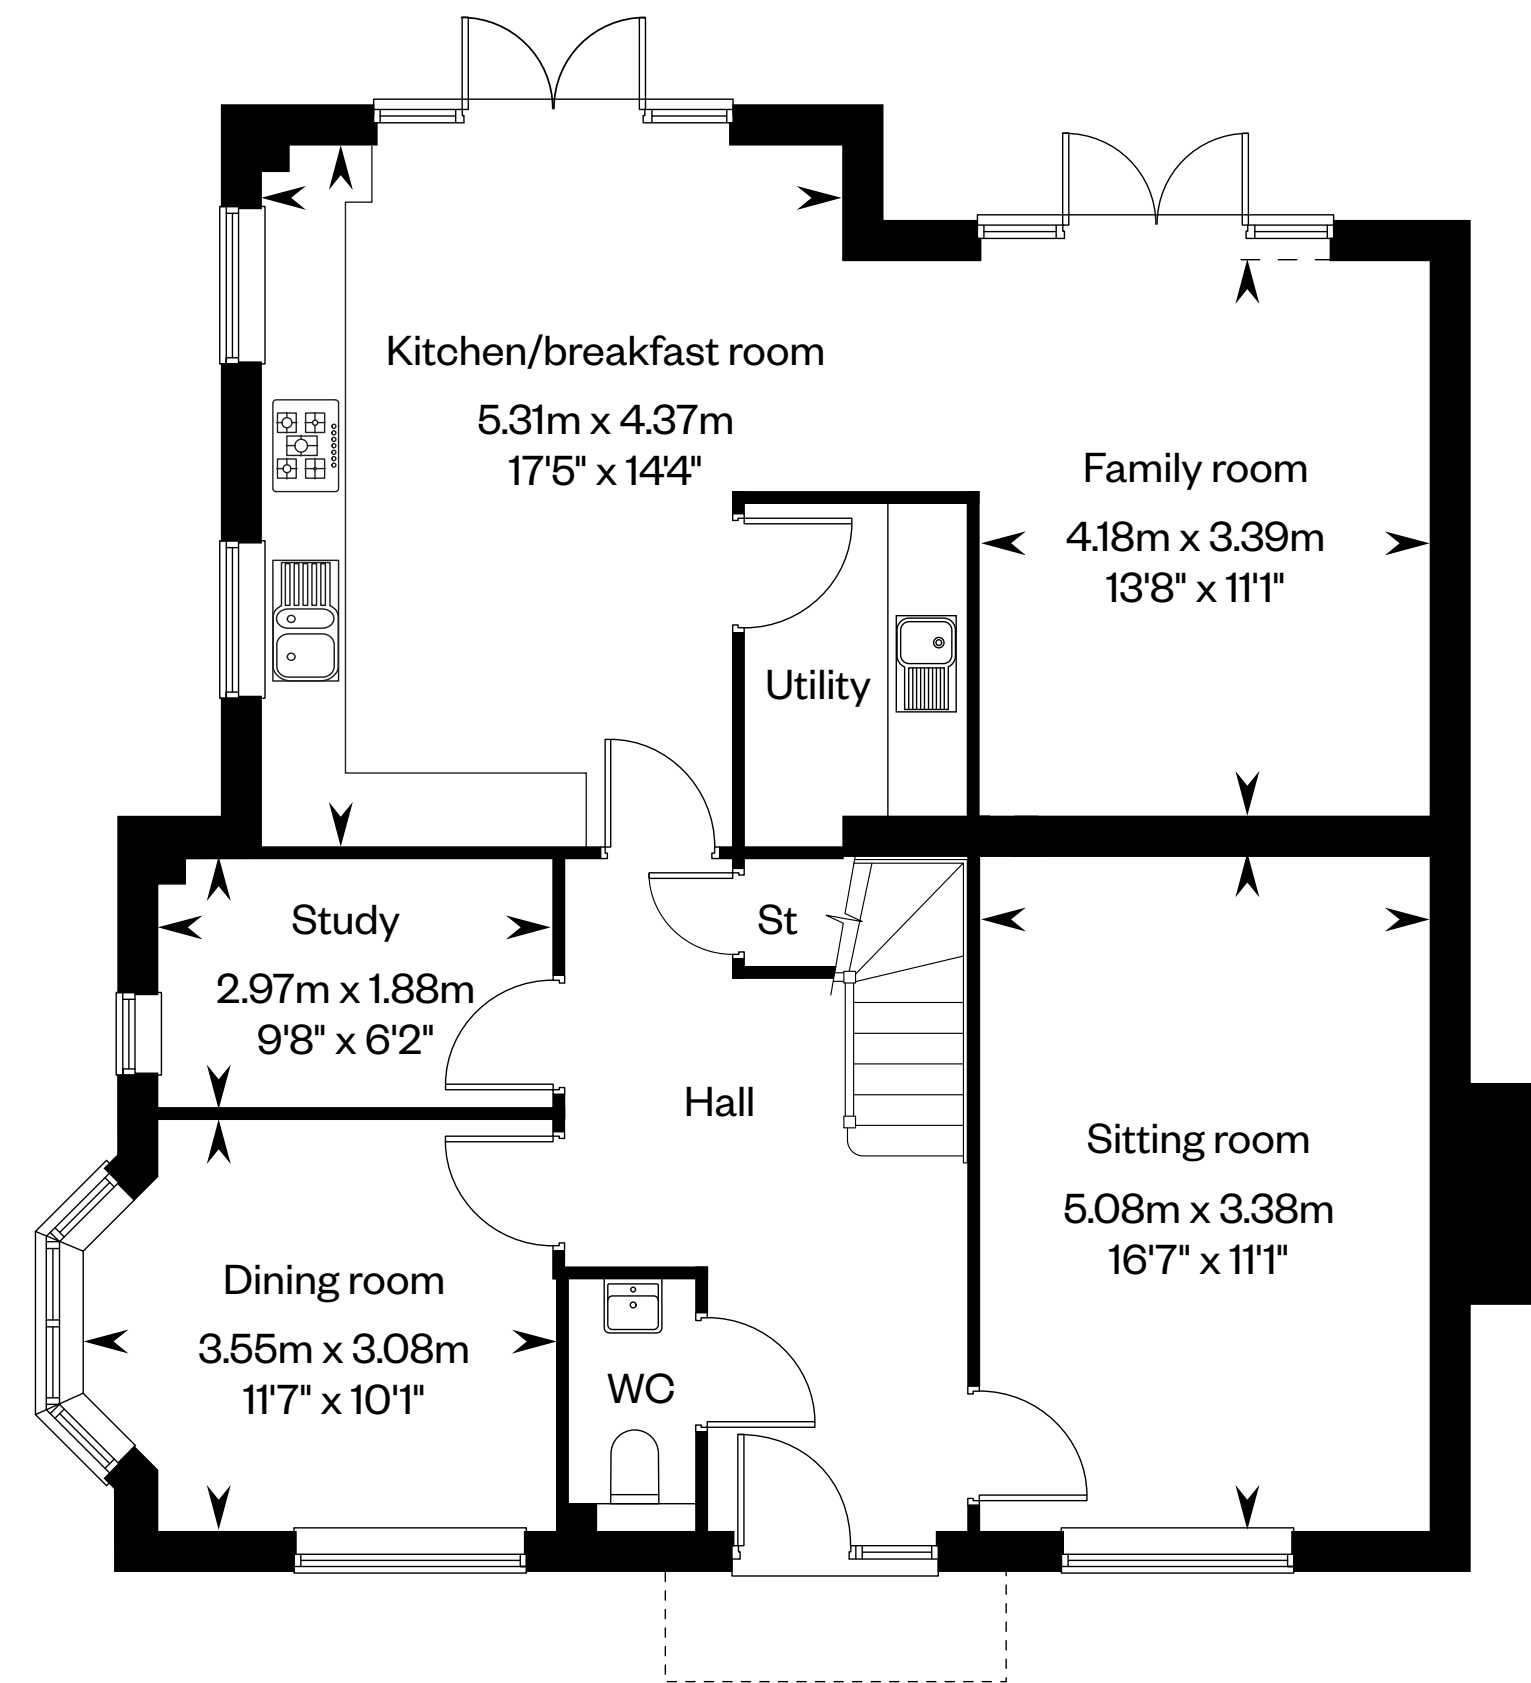 Kitchen/breakfast room
5.31m x 4.37m
17'5" x 14'4"
Family room
4.18m x 3.39m
13'8" x 11'1"
Utility
Study
2.97m x 1.88m
9'8" x 6'2"
St
Hall
Sitting room
5.08m x 3.38m
16'7" x 11'1"
Dining room
3.55m x 3.08m
11'7" x 10'1"
WC